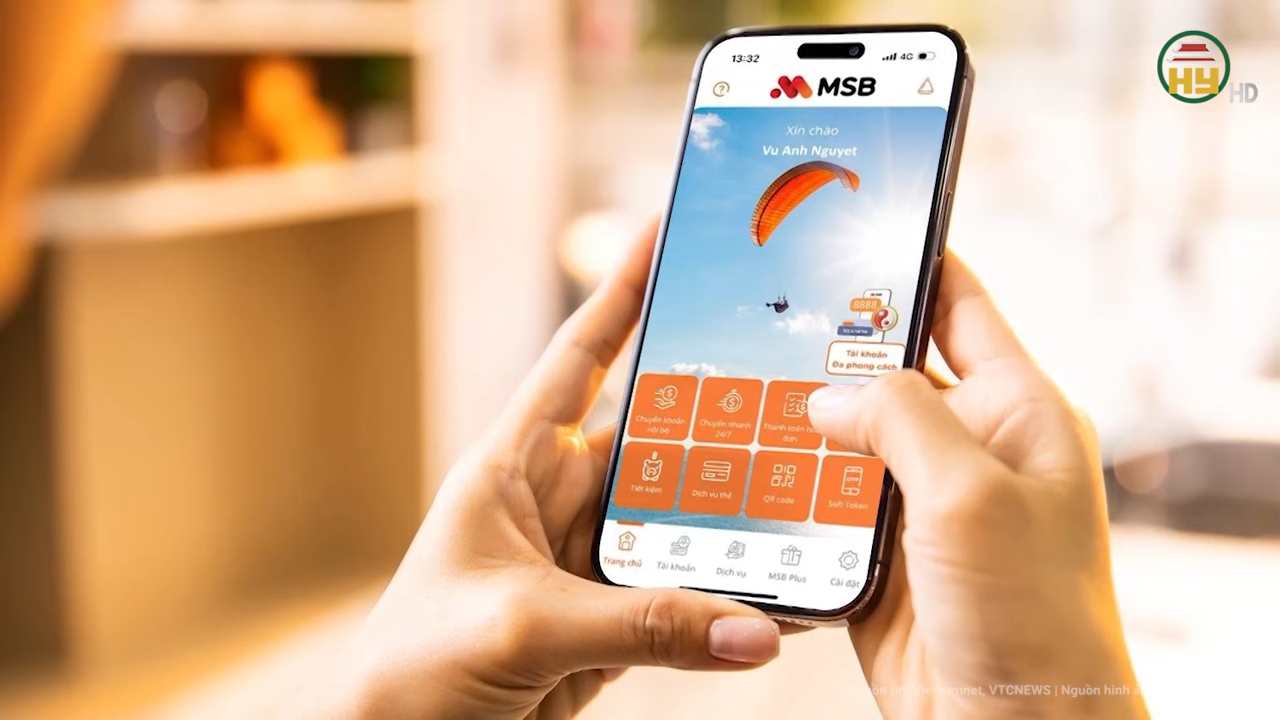 13:32
4G
MSB
Xin chào
Vu Anh Nguyet
8888
Tài khoản
Đa phong cách
Chuyển khoản
nội bộ
Chuyển nhanh
24/7
Thanh toán
đơn
Tiết kiệm
Dịch vụ thẻ
QR code
Soft Token
Trang chủ
Tài khoản
Dịch vụ
MSB Plus
Cài đặt
HY
HD
VTCNEWS | Nguồn hình